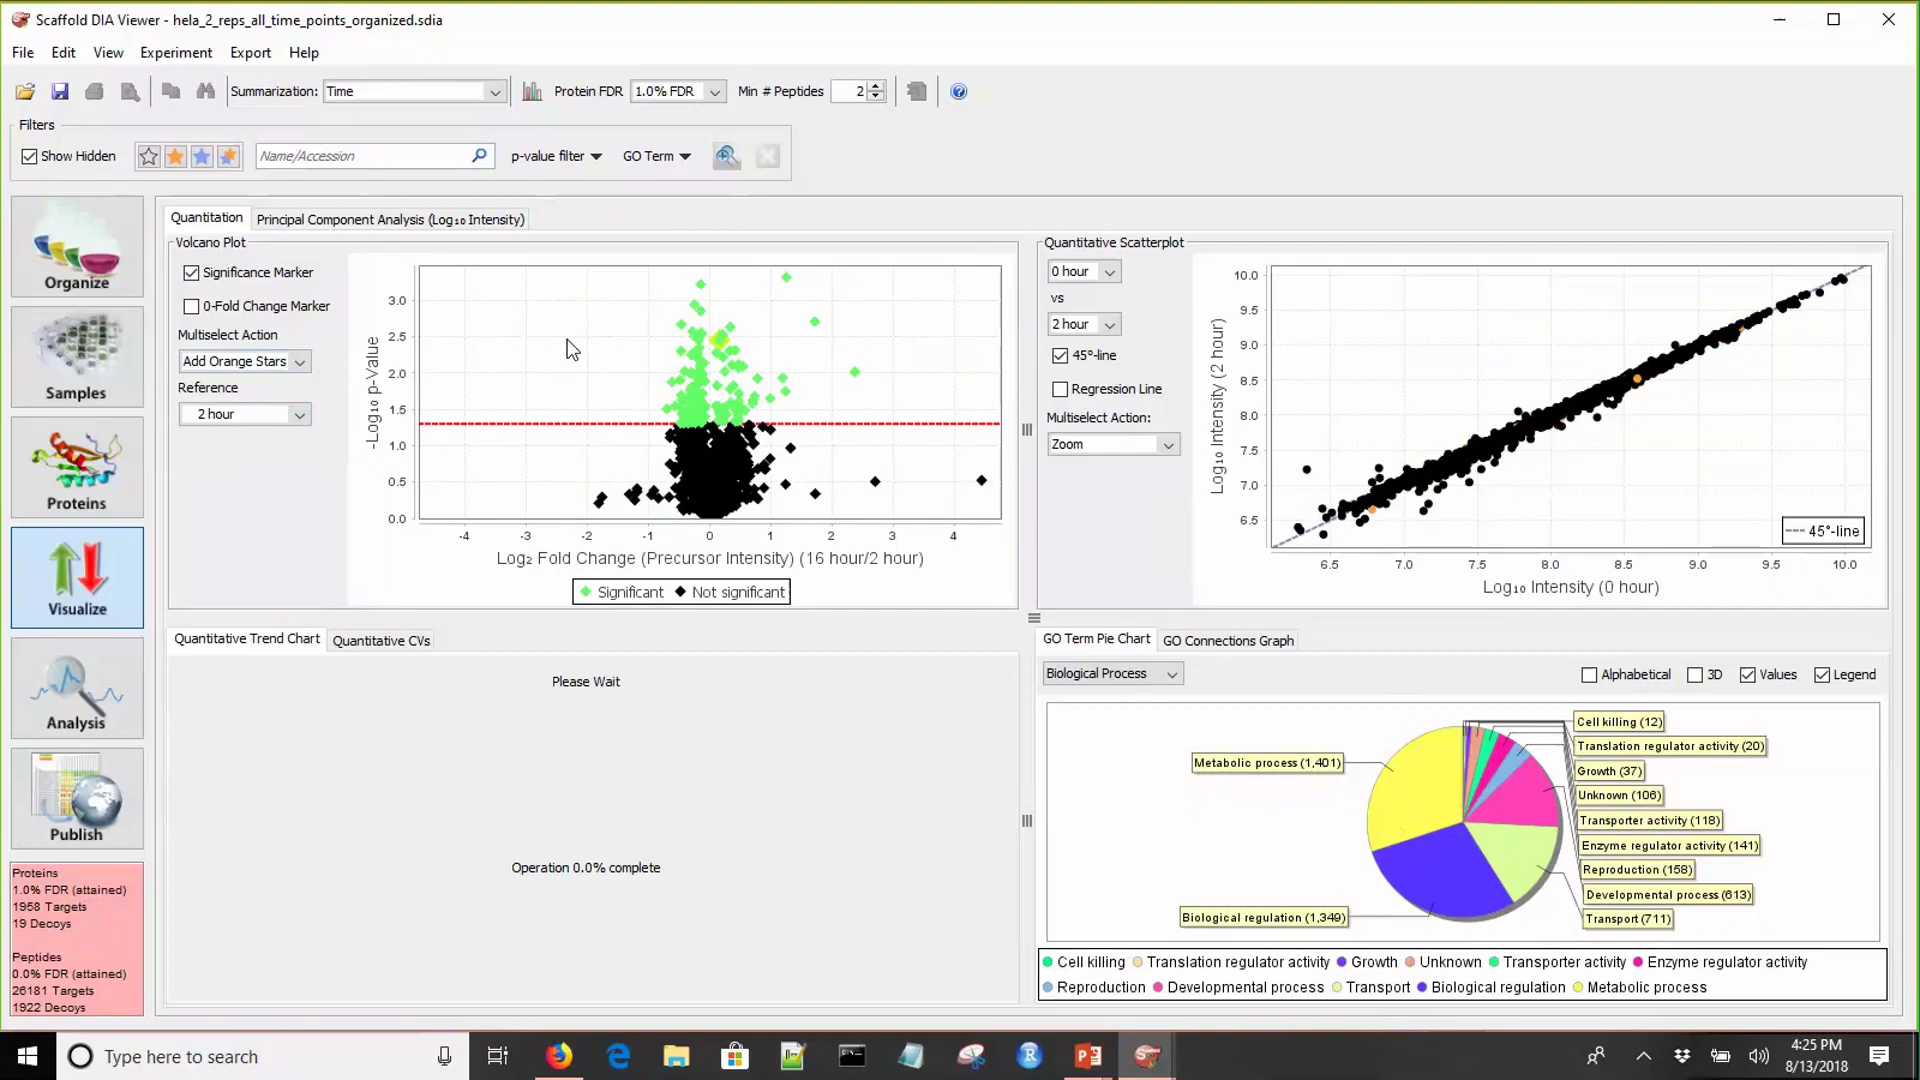 Scaffold DIA Viewer - hela_2_reps_all_time_points_organized.sdia
File Edit View Experiment Export Help
Summarization: Time Protein FDR 1.0% FDR Min # Peptides 2
Filters
Show Hidden Name/Accession p-value filter GO Term
Organize
Samples
Proteins
Visualize
Analysis
Publish
Proteins
1.0% FDR (attained)
1958 Targets
19 Decoys
Peptides
0.0% FDR (attained)
26181 Targets
1922 Decoys
Quantitation Principal Component Analysis (Log₁₀ Intensity)
Volcano Plot
Significance Marker
0-Fold Change Marker
Multiselect Action
Add Orange Stars
Reference
2 hour
-Log₁₀ p-Value
3.0
2.5
2.0
1.5
1.0
0.5
0.0
-4 -3 -2 -1 0 1 2 3 4
Log₂ Fold Change (Precursor Intensity) (16 hour/2 hour)
Significant Not significant
Quantitative Scatterplot
0 hour
vs
2 hour
45°-line
Regression Line
Multiselect Action:
Zoom
Log₁₀ Intensity (2 hour)
10.0
9.5
9.0
8.5
8.0
7.5
7.0
6.5
45°-line
6.5 7.0 7.5 8.0 8.5 9.0 9.5 10.0
Log₁₀ Intensity (0 hour)
Quantitative Trend Chart Quantitative CVs
Please Wait
Operation 0.0% complete
GO Term Pie Chart GO Connections Graph
Biological Process Alphabetical 3D Values Legend
Cell killing (12)
Translation regulator activity (20)
Metabolic process (1,401)
Growth (37)
Unknown (106)
Transporter activity (118)
Enzyme regulator activity (141)
Reproduction (158)
Developmental process (613)
Biological regulation (1,349)
Transport (711)
Cell killing Translation regulator activity Growth Unknown Transporter activity Enzyme regulator activity
Reproduction Developmental process Transport Biological regulation Metabolic process
Type here to search
4:25 PM
8/13/2018